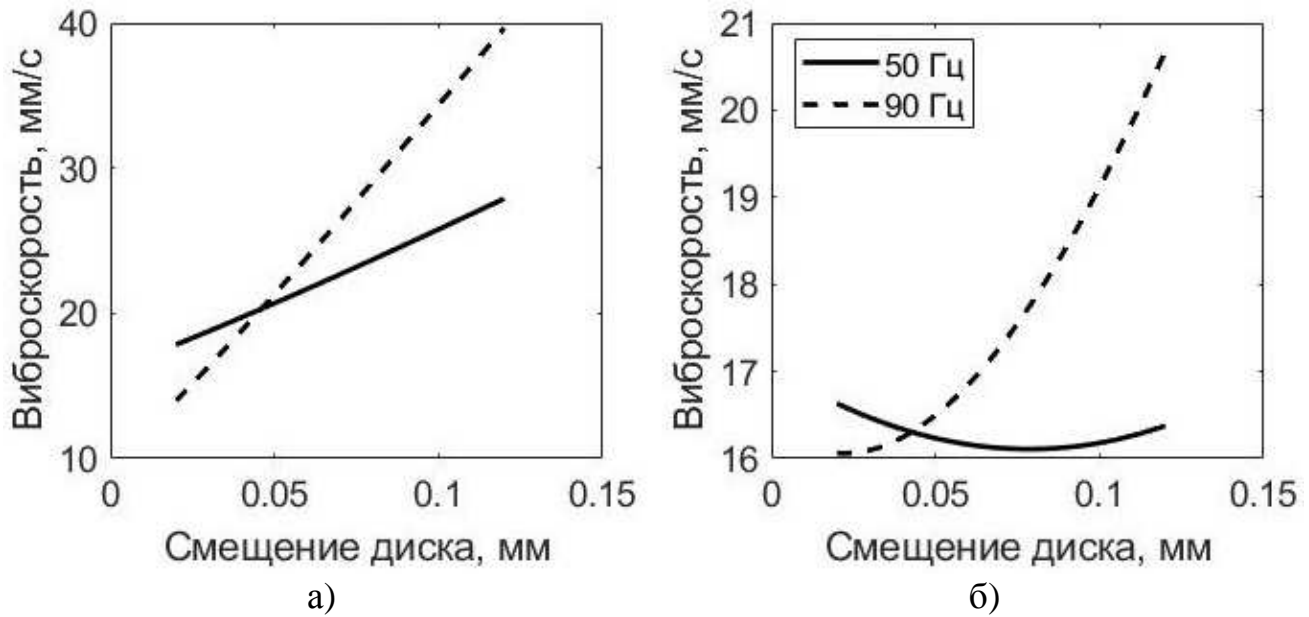 Виброскорость, мм/с
40
30
20
10
0
0.05
0.1
0.15
Смещение диска, мм
а)
Виброскорость, мм/с
21
20
19
18
17
16
50 Гц
90 Гц
0
0.05
0.1
0.15
Смещение диска, мм
б)